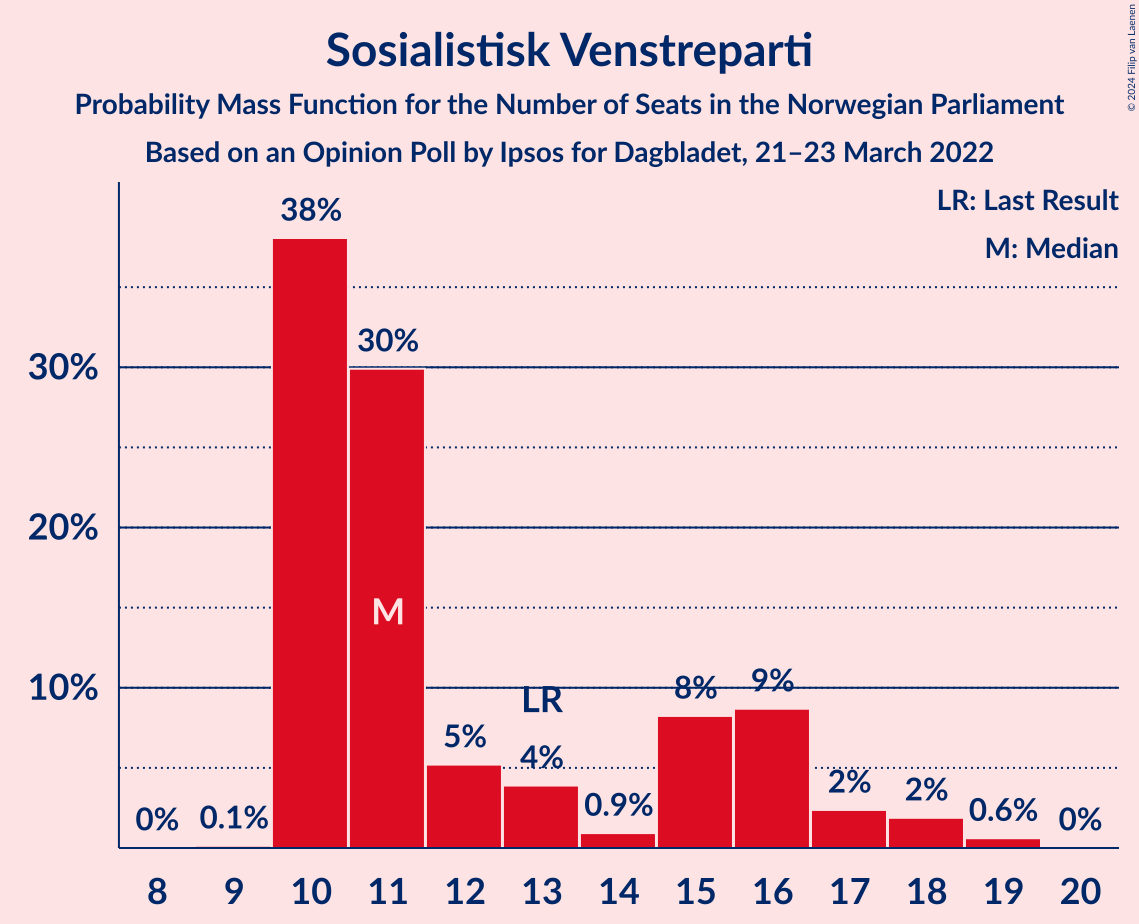 Sosialistisk Venstreparti
Probability Mass Function for the Number of Seats in the Norwegian Parliament
Based on an Opinion Poll by Ipsos for Dagbladet, 21–23 March 2022
© 2024 Filip van Laenen
LR: Last Result
M: Median
38%
30%
30%
20%
M
10%
LR
8%
9%
5%
4%
2%
2%
0%
0.1%
0.9%
0.6%
0%
8 9 10 11 12 13 14 15 16 17 18 19 20